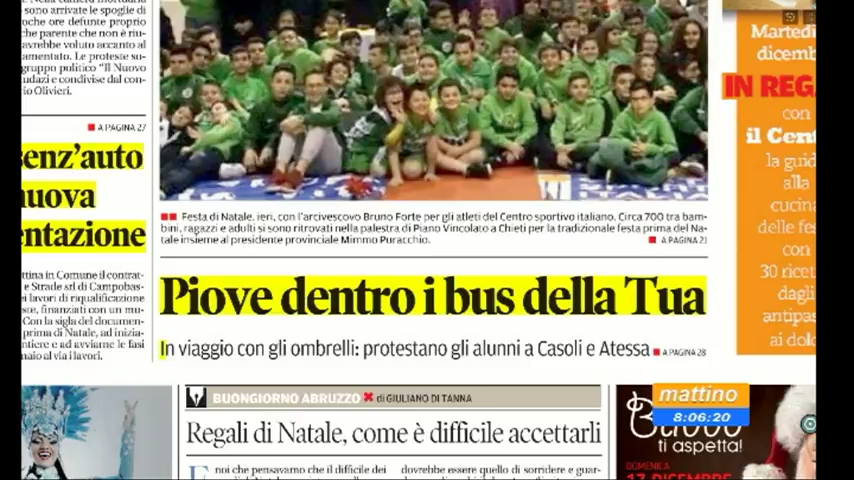 sono arrivate le spoglie di
che ore defunte proprio
che parente che non è riu-
avrebbe voluto accanto al
Le proteste su-
gruppo politico "Il Nuovo
udazi e condivise dal con-
io Olivieri.
■ A PAGINA 27
senz'auto
nuova
entazione
ttina in Comune il contrat-
e Strade srl di Campobas-
ei lavori di riqualificazione
ste, finanziati con un mu-
Con la sigla del documen-
prima di Natale, ad inizia-
ntiere e ad avviarne le fasi
naio al via i lavori.
■■ Festa di Natale, ieri, con l'arcivescovo Bruno Forte per gli atleti del Centro sportivo italiano. Circa 700 tra bam-
bini, ragazzi e adulti si sono ritrovati nella palestra di Piano Vincolato a Chieti per la tradizionale festa prima del Na-
tale insieme al presidente provinciale Mimmo Puracchio.
■ A PAGINA 21
Piove dentro i bus della Tua
In viaggio con gli ombrelli: protestano gli alunni a Casoli e Atessa ■ A PAGINA 28
BUONGIORNO ABRUZZO ✖ di GIULIANO DI TANNA
Regali di Natale, come è difficile accettarli
E noi che pensavamo che il difficile dei
dovrebbe essere quello di sorridere e guar-
Martedì
dicemb
IN REGA
con
il Cent
la guid
alla
cucina
delle fes
con
30 ricet
dagli
antipas
ai dol
mattino
8:06:20
ti aspetta!
DOMENICA
17 DICEMBRE